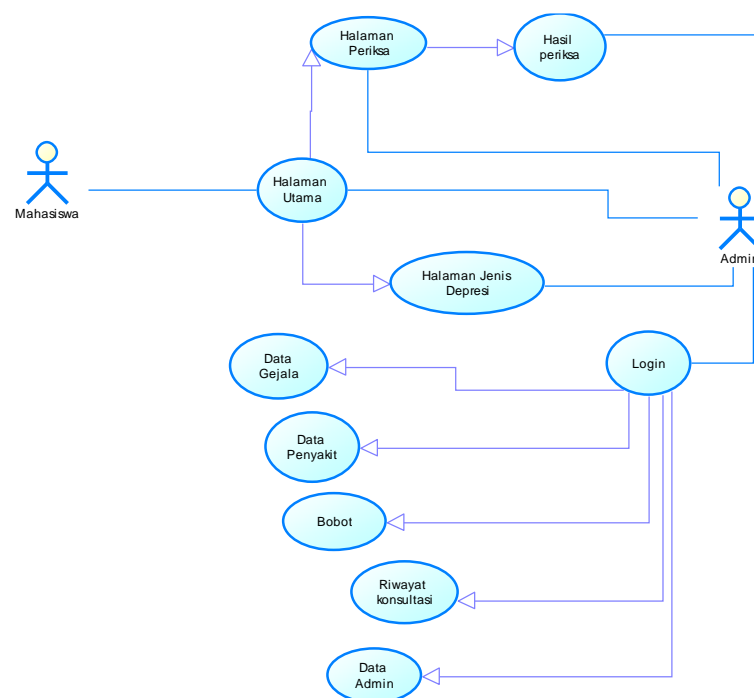 Halaman
Periksa
Hasil
periksa
Mahasiswa
Halaman
Utama
Admin
Halaman Jenis
Depresi
Data
Gejala
Login
Data
Penyakit
Bobot
Riwayat
konsultasi
Data
Admin